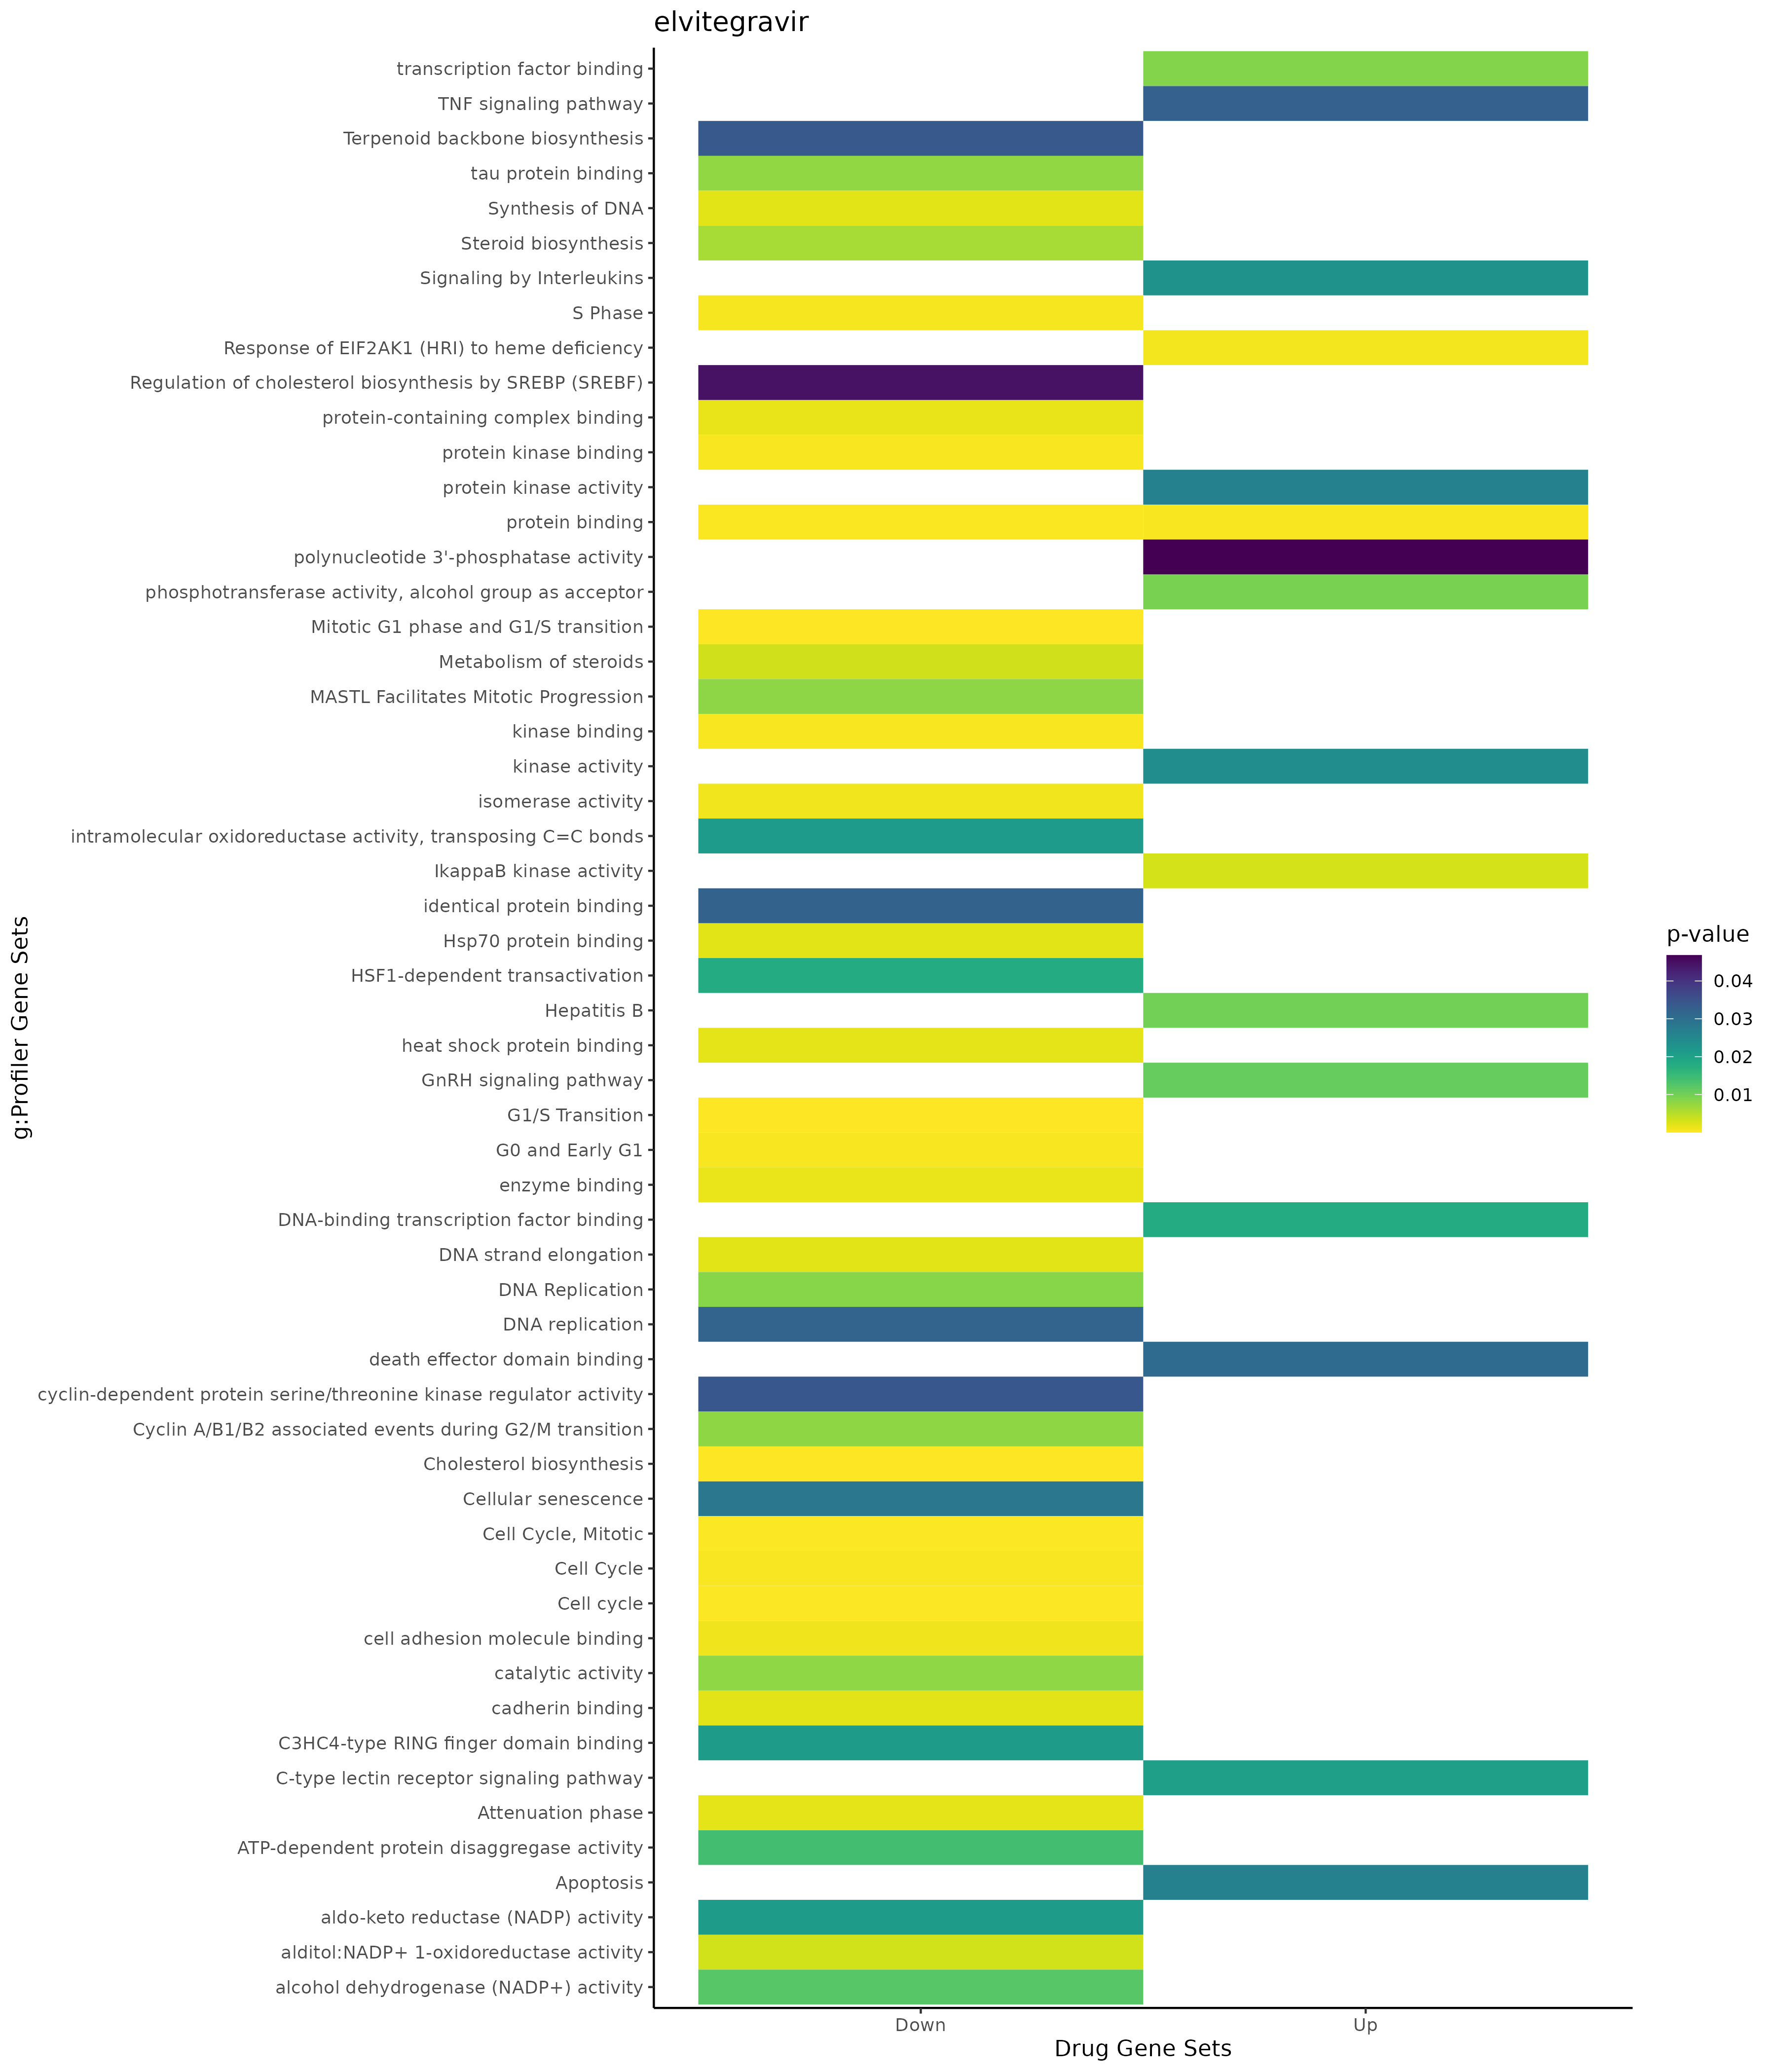 elvitegravir
transcription factor binding
TNF signaling pathway
Terpenoid backbone biosynthesis
tau protein binding
Synthesis of DNA
Steroid biosynthesis
Signaling by Interleukins
S Phase
Response of EIF2AK1 (HRI) to heme deficiency
Regulation of cholesterol biosynthesis by SREBP (SREBF)
protein-containing complex binding
protein kinase binding
protein kinase activity
protein binding
polynucleotide 3'-phosphatase activity
phosphotransferase activity, alcohol group as acceptor
Mitotic G1 phase and G1/S transition
Metabolism of steroids
MASTL Facilitates Mitotic Progression
kinase binding
kinase activity
isomerase activity
intramolecular oxidoreductase activity, transposing C=C bonds
IkappaB kinase activity
identical protein binding
Hsp70 protein binding
HSF1-dependent transactivation
Hepatitis B
heat shock protein binding
GnRH signaling pathway
G1/S Transition
G0 and Early G1
enzyme binding
DNA-binding transcription factor binding
DNA strand elongation
DNA Replication
DNA replication
death effector domain binding
cyclin-dependent protein serine/threonine kinase regulator activity
Cyclin A/B1/B2 associated events during G2/M transition
Cholesterol biosynthesis
Cellular senescence
Cell Cycle, Mitotic
Cell Cycle
Cell cycle
cell adhesion molecule binding
catalytic activity
cadherin binding
C3HC4-type RING finger domain binding
C-type lectin receptor signaling pathway
Attenuation phase
ATP-dependent protein disaggregase activity
Apoptosis
aldo-keto reductase (NADP) activity
alditol:NADP+ 1-oxidoreductase activity
alcohol dehydrogenase (NADP+) activity
g:Profiler Gene Sets
Down
Up
Drug Gene Sets
p-value
0.04
0.03
0.02
0.01